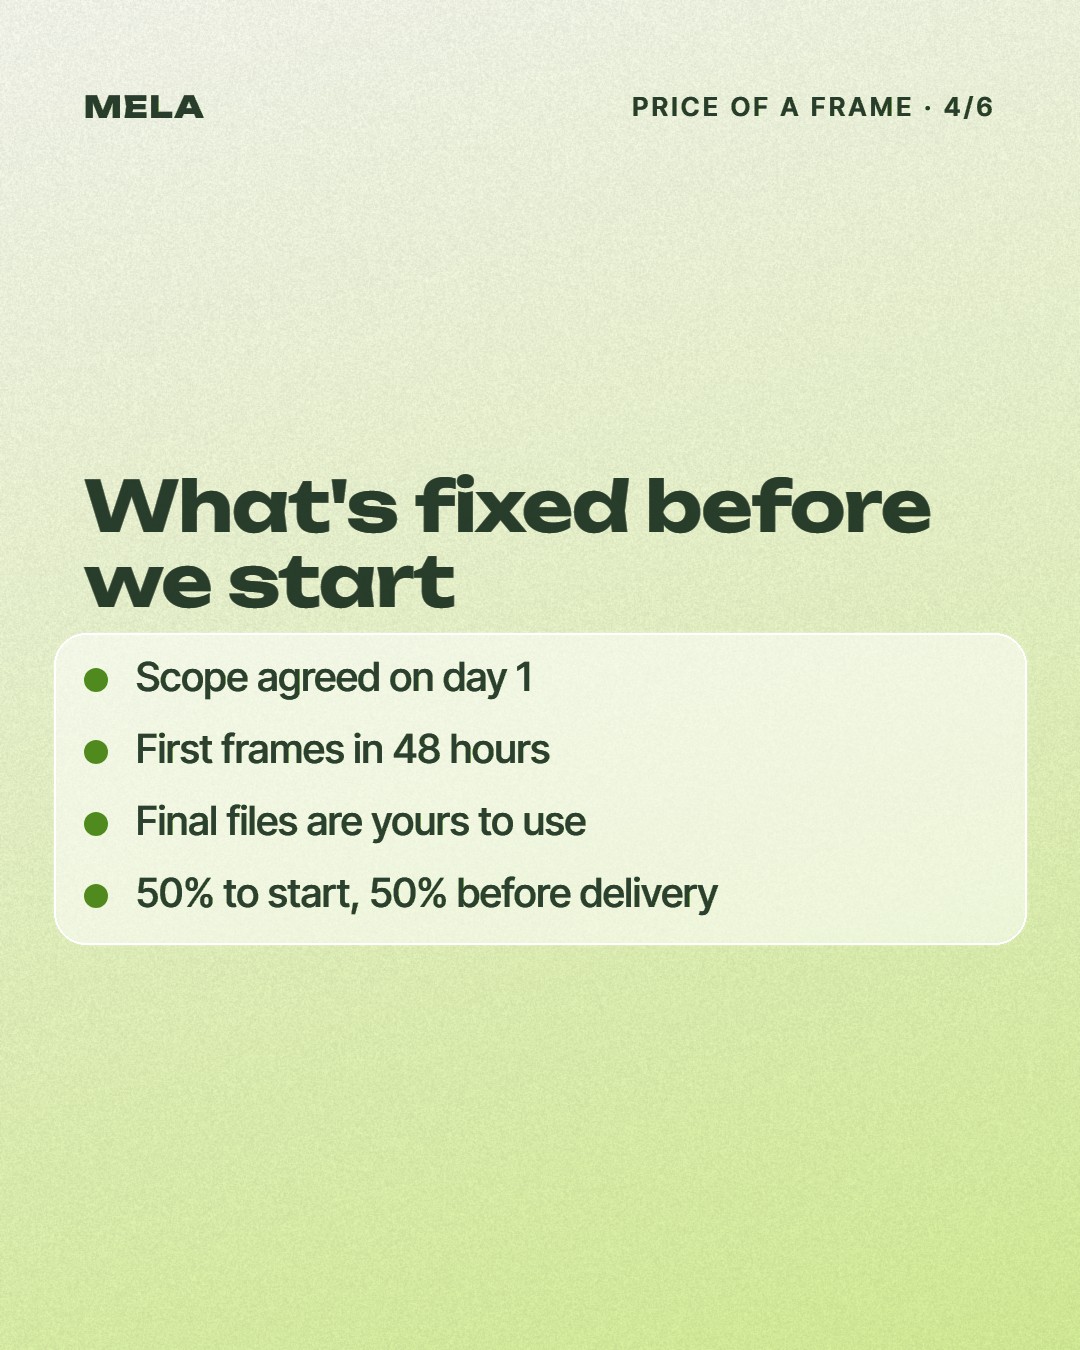 MELA
PRICE OF A FRAME · 4/6
What's fixed before
we start
Scope agreed on day 1
First frames in 48 hours
Final files are yours to use
50% to start, 50% before delivery